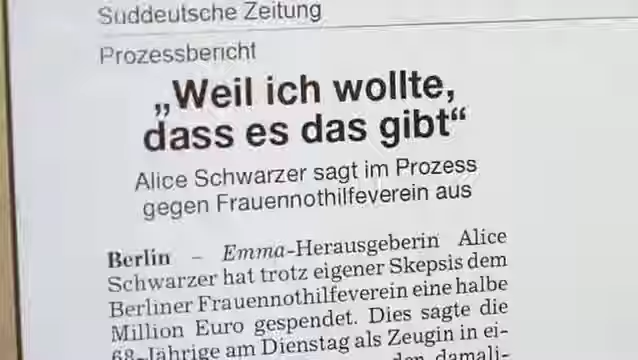 Süddeutsche Zeitung
Prozessbericht
„Weil ich wollte,
dass es das gibt“
Alice Schwarzer sagt im Prozess
gegen Frauennothilfeverein aus
Berlin – Emma-Herausgeberin Alice
Schwarzer hat trotz eigener Skepsis dem
Berliner Frauennothilfeverein eine halbe
Million Euro gespendet. Dies sagte die
68-Jährige am Dienstag als Zeugin in ei-
den damali-